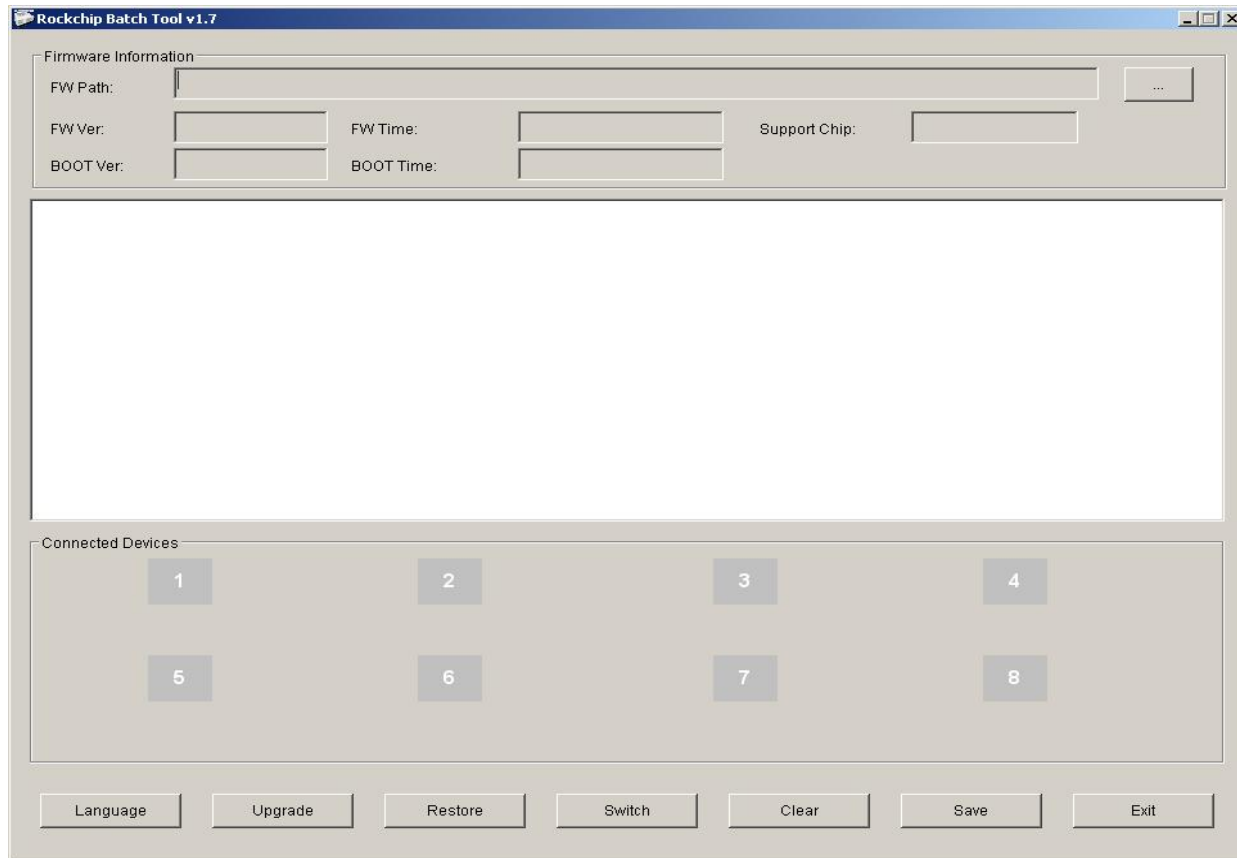 Rockchip Batch Tool v1.7
Firmware Information
FW Path:
...
FW Ver: FW Time: Support Chip:
BOOT Ver: BOOT Time:
Connected Devices
1 2 3 4
5 6 7 8
Language Upgrade Restore Switch Clear Save Exit